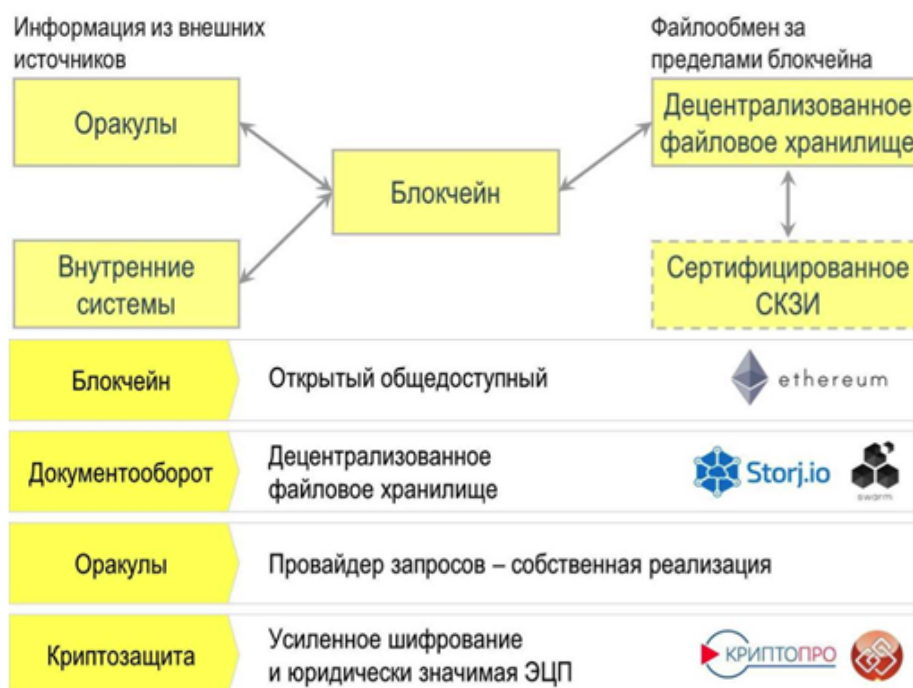 Информация из внешних
источников
Файлообмен за
пределами блокчейна
Оракулы
Децентрализованное
файловое хранилище
Блокчейн
Внутренние
системы
Сертифицированное
СКЗИ
Блокчейн
Открытый общедоступный
ethereum
Документооборот
Децентрализованное
файловое хранилище
Storj.io
swarm
Оракулы
Провайдер запросов – собственная реализация
Криптозащита
Усиленное шифрование
и юридически значимая ЭЦП
КРИПТОПРО